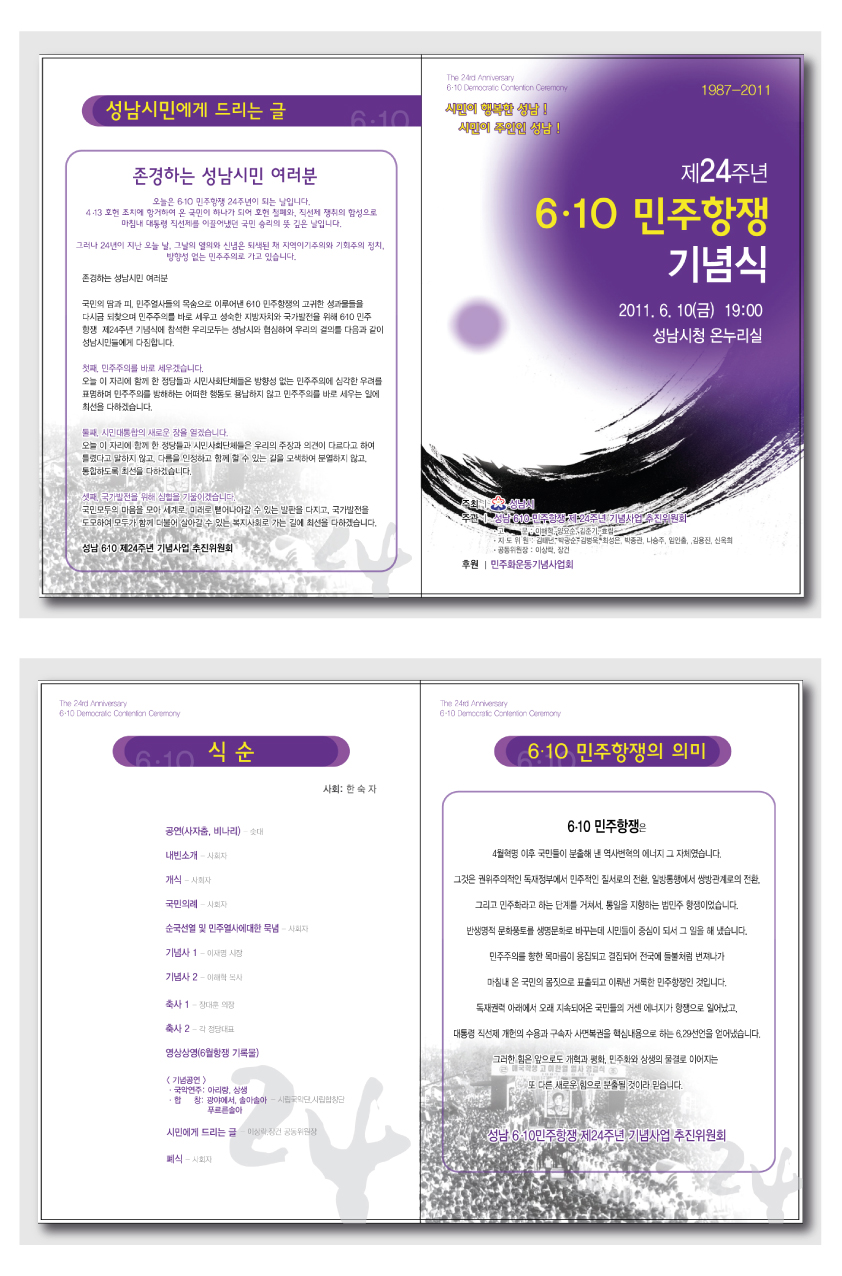 성남시민에게 드리는 글
6·10
존경하는 성남시민 여러분
오늘은 6·10 민주항쟁 24주년이 되는 날입니다.
4·13 호헌 조치에 항거하여 온 국민이 하나가 되어 호헌 철폐와, 직선제 쟁취의 함성으로
마침내 대통령 직선제를 이끌어냈던 국민 승리의 뜻 깊은 날입니다.
그러나 24년이 지난 오늘 날, 그날의 열의와 신념은 퇴색된 채 지역이기주의와 기회주의 정치,
방향성 없는 민주주의로 가고 있습니다.
존경하는 성남시민 여러분
국민의 땀과 피, 민주열사들의 목숨으로 이루어낸 6·10 민주항쟁의 고귀한 성과물들을
다시금 되찾으며 민주주의를 바로 세우고 성숙한 지방자치와 국가발전을 위해 6·10 민주
항쟁 제24주년 기념식에 참석한 우리모두는 성남시와 협심하여 우리의 결의를 다음과 같이
성남시민들에게 다짐합니다.
첫째, 민주주의를 바로 세우겠습니다.
오늘 이 자리에 함께 한 정당들과 시민사회단체들은 방향성 없는 민주주의에 심각한 우려를
표명하며 민주주의를 방해하는 어떠한 행동도 용납하지 않고 민주주의를 바로 세우는 일에
최선을 다하겠습니다.
둘째, 시민대통합의 새로운 장을 열겠습니다.
오늘 이 자리에 함께 한 정당들과 시민사회단체들은 우리의 주장과 의견이 다르다고 하여
틀렸다고 말하지 않고, 다름을 인정하고 함께 할 수 있는 길을 모색하여 분열하지 않고,
통합하도록 최선을 다하겠습니다.
셋째, 국가발전을 위해 심혈을 기울이겠습니다.
국민모두의 마음을 모아 세계로, 미래로 뻗어나아갈 수 있는 발판을 다지고, 국가발전을
도모하여 모두가 함께 더불어 살아갈 수 있는 복지사회로 가는 길에 최선을 다하겠습니다.
성남 6·10 제24주년 기념사업 추진위원회
24
The 24rd Anniversary
6·10 Democratic Contention Ceremony
시민이 행복한 성남 !
시민이 주인인 성남 !
1987-2011
제24주년
6·10 민주항쟁
기념식
2011. 6. 10(금) 19:00
성남시청 온누리실
주최 | 성남시
주관 | 성남 6·10 민주항쟁 제 24주년 기념사업 추진위원회
· 고 문 : 이해학, 김준기, 효림
· 지 도 위 원 : 김태년, 박광순, 김병욱, 최성은, 박종관, 나승주, 임인출, 김용진, 신옥희
· 공동위원장 : 이상락, 장건
후원 | 민주화운동기념사업회
The 24rd Anniversary
6·10 Democratic Contention Ceremony
6·10 식 순
사회: 한 숙 자
공연(사자춤, 비나리) - 소대
내빈소개 - 사회자
개식 - 사회자
국민의례 - 사회자
순국선열 및 민주열사에대한 묵념 - 사회자
기념사 1 - 이재명 시장
기념사 2 - 이해학 목사
축사 1 - 장대훈 의장
축사 2 - 각 정당대표
영상상영(6월항쟁 기록물)
< 기념공연 >
· 국악연주: 아리랑, 상생
· 합 창: 광야에서, 솔아솔아 - 시립국악단,시립합창단
푸르른솔아
시민에게 드리는 글 - 이상락,장건 공동위원장
폐식 - 사회자
24
The 24rd Anniversary
6·10 Democratic Contention Ceremony
6·10 민주항쟁의 의미
6·10 민주항쟁은
4월혁명 이후 국민들이 분출해 낸 역사변혁의 에너지 그 자체였습니다.
그것은 권위주의적인 독재정부에서 민주적인 질서로의 전환, 일방통행에서 쌍방관계로의 전환,
그리고 민주화라고 하는 단계를 거쳐서, 통일을 지향하는 범민주 항쟁이었습니다.
반생명적 문화풍토를 생명문화로 바꾸는데 시민들이 중심이 되서 그 일을 해 냈습니다.
민주주의를 향한 목마름이 응집되고 결집되어 전국에 들불처럼 번져나가
마침내 온 국민의 몸짓으로 표출되고 이뤄낸 거룩한 민주항쟁인 것입니다.
독재권력 아래에서 오래 지속되어온 국민들의 거센 에너지가 항쟁으로 일어났고,
대통령 직선제 개헌의 수용과 구속자 사면복권을 핵심내용으로 하는 6.29선언을 얻어냈습니다.
그러한 힘은 앞으로도 개혁과 평화, 민주화와 상생의 물결로 이어지는
또 다른 새로운 힘으로 분출될 것이라 믿습니다.
성남 6·10민주항쟁 제24주년 기념사업 추진위원회
24